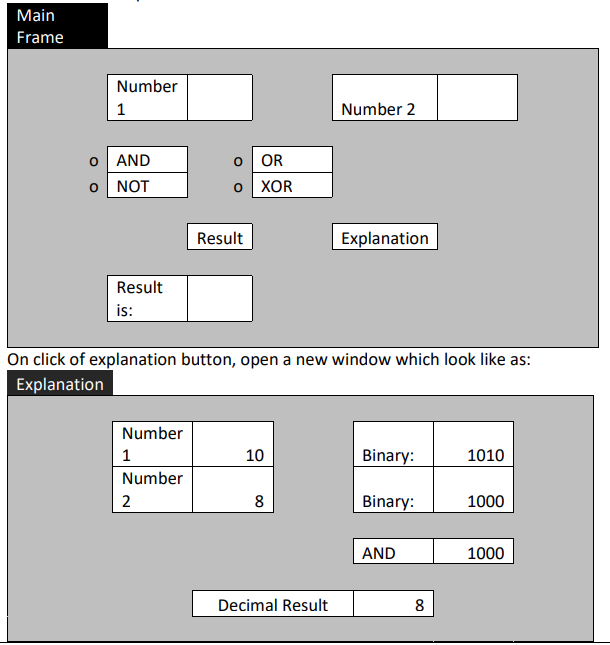 Main
Frame
Number
1
Number 2
o AND o OR
o NOT o XOR
Result Explanation
Result
is:
On click of explanation button, open a new window which look like as:
Explanation
Number
1 10 Binary: 1010
Number
2 8 Binary: 1000
AND 1000
Decimal Result 8